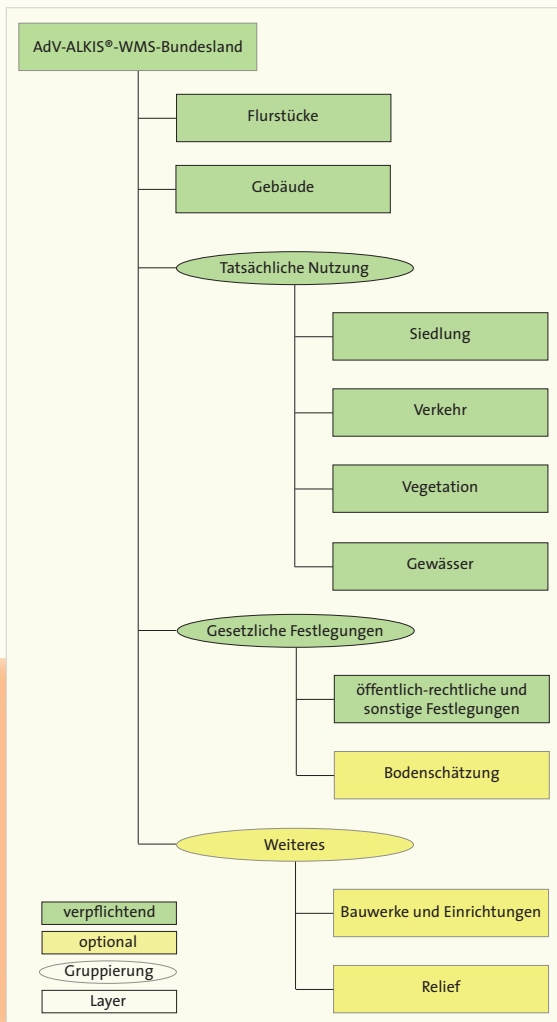 AdV-ALKIS®-WMS-Bundesland
Flurstücke
Gebäude
Tatsächliche Nutzung
Siedlung
Verkehr
Vegetation
Gewässer
Gesetzliche Festlegungen
öffentlich-rechtliche und
sonstige Festlegungen
Bodenschätzung
Weiteres
Bauwerke und Einrichtungen
Relief
verpflichtend
optional
Gruppierung
Layer